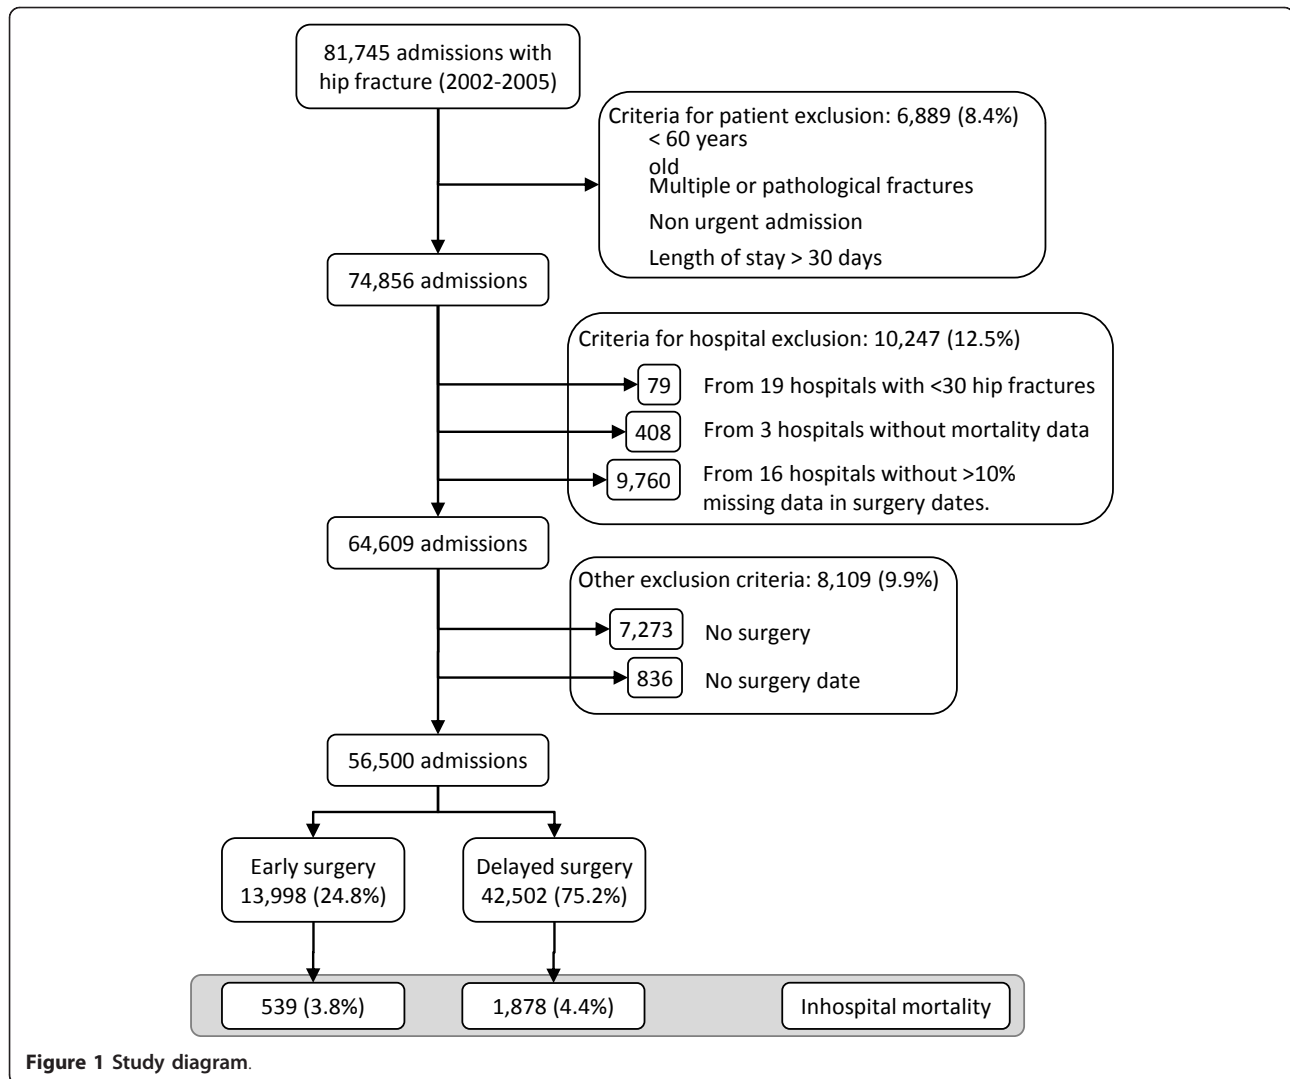 81,745 admissions with
hip fracture (2002-2005)
Criteria for patient exclusion: 6,889 (8.4%)
< 60 years
old
Multiple or pathological fractures
Non urgent admission
Length of stay > 30 days
74,856 admissions
Criteria for hospital exclusion: 10,247 (12.5%)
79 From 19 hospitals with <30 hip fractures
408 From 3 hospitals without mortality data
9,760 From 16 hospitals without >10%
missing data in surgery dates.
64,609 admissions
Other exclusion criteria: 8,109 (9.9%)
7,273 No surgery
836 No surgery date
56,500 admissions
Early surgery
13,998 (24.8%)
Delayed surgery
42,502 (75.2%)
539 (3.8%)
1,878 (4.4%)
Inhospital mortality
Figure 1 Study diagram.